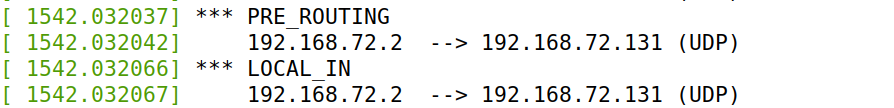 [ 1542.032037] *** PRE_ROUTING
[ 1542.032042]     192.168.72.2  --> 192.168.72.131 (UDP)
[ 1542.032066] *** LOCAL_IN
[ 1542.032067]     192.168.72.2  --> 192.168.72.131 (UDP)